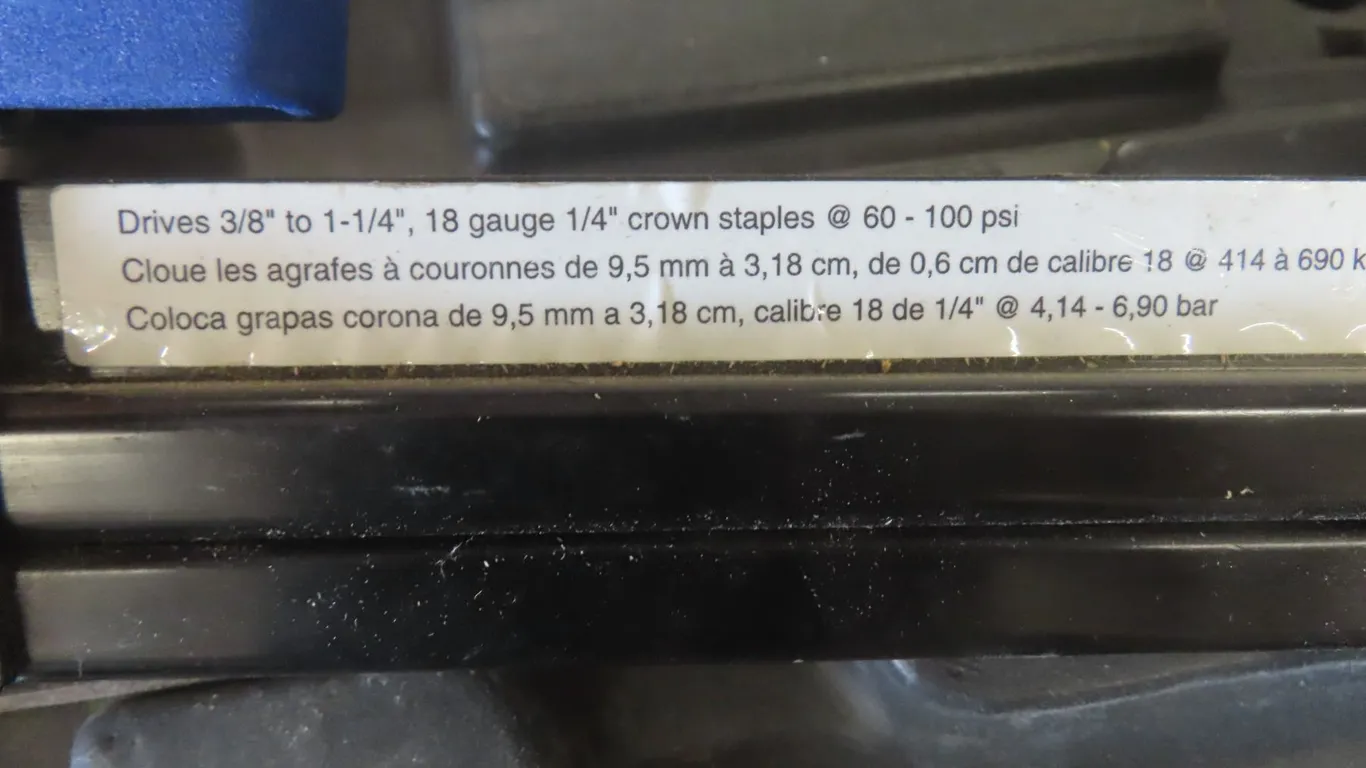 Drives 3/8" to 1-1/4", 18 gauge 1/4" crown staples @ 60 - 100 psi
Cloue les agrafes à couronnes de 9,5 mm à 3,18 cm, de 0,6 cm de calibre 18 @ 414 à 690 k
Coloca grapas corona de 9,5 mm a 3,18 cm, calibre 18 de 1/4" @ 4,14 - 6,90 bar